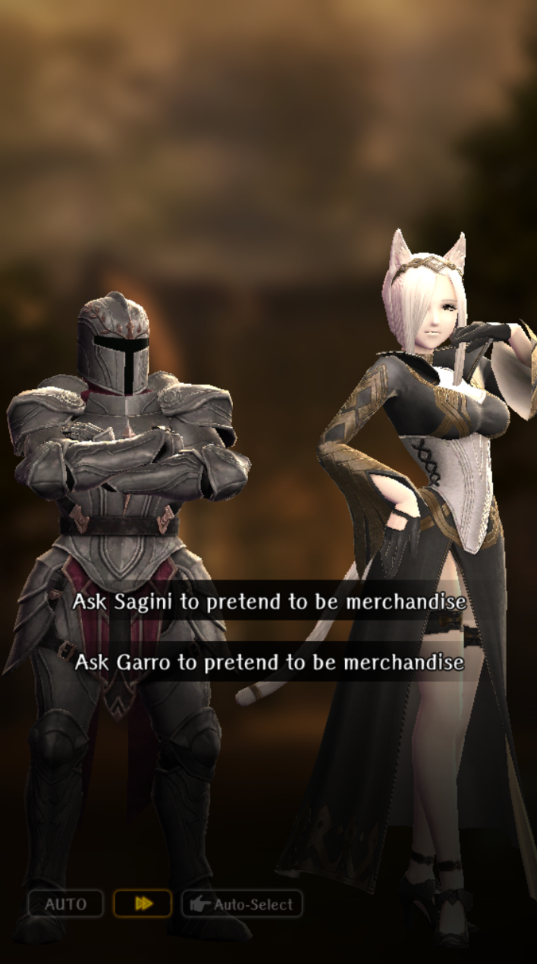 Ask Sagini to pretend to be merchandise
Ask Garro to pretend to be merchandise
AUTO
Auto-Select